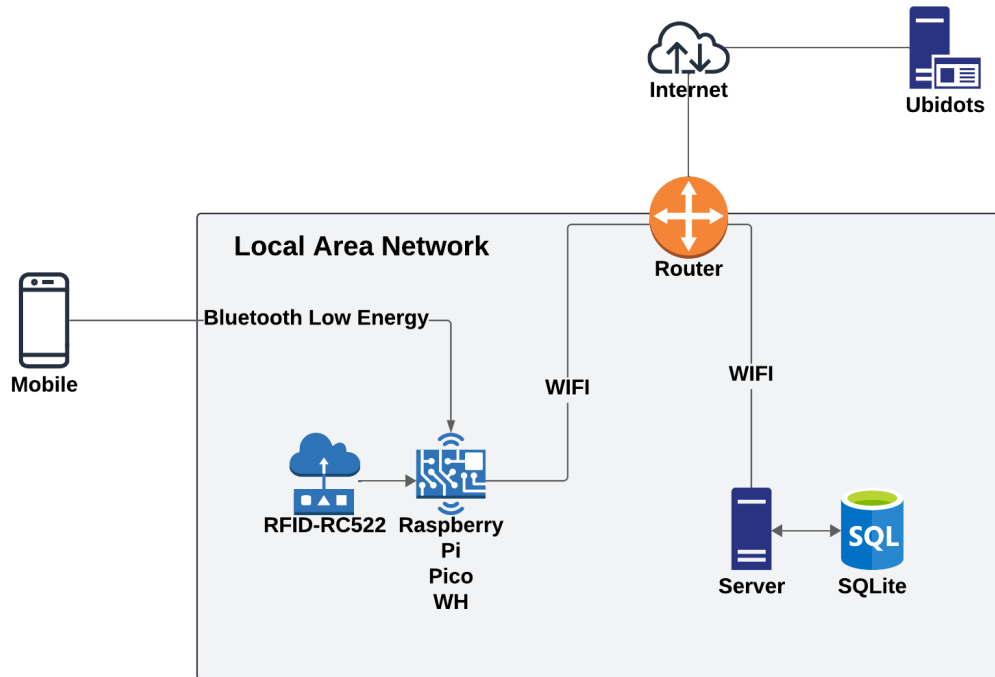 Internet
Ubidots
Local Area Network
Router
Mobile
Bluetooth Low Energy
WIFI
WIFI
RFID-RC522
Raspberry
Pi
Pico
WH
Server
SQL
SQLite